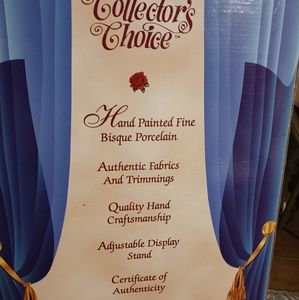 Collector's
Choice™
Hand Painted Fine
Bisque Porcelain
Authentic Fabrics
And Trimmings
Quality Hand
Craftsmanship
Adjustable Display
Stand
Certificate of
Authenticity